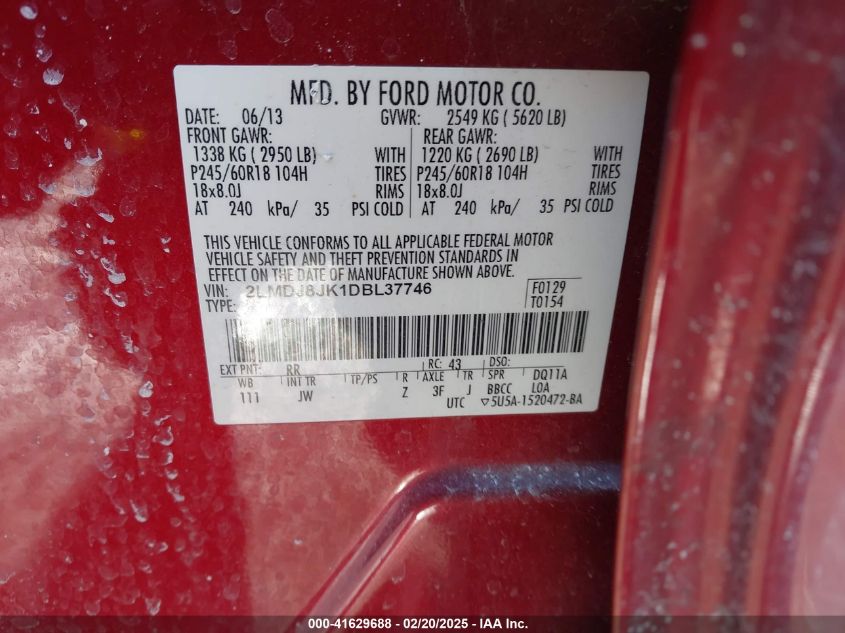 MFD. BY FORD MOTOR CO.
DATE: 06/13 GVWR: 2549 KG ( 5620 LB)
FRONT GAWR: REAR GAWR:
1338 KG ( 2950 LB) WITH 1220 KG ( 2690 LB) WITH
P245/60R18 104H TIRES P245/60R18 104H TIRES
18x8.0J RIMS 18x8.0J RIMS
AT 240 kPa/ 35 PSI COLD AT 240 kPa/ 35 PSI COLD
THIS VEHICLE CONFORMS TO ALL APPLICABLE FEDERAL MOTOR
VEHICLE SAFETY AND THEFT PREVENTION STANDARDS IN
EFFECT ON THE DATE OF MANUFACTURE SHOWN ABOVE.
VIN: 2LMDJ8JK1DBL37746 F0129
TYPE: T0154
EXT PNT: RR RC: 43 DSO:
WB INT TR TP/PS R AXLE TR SPR DQ11A
111 JW Z 3F J BBCC LOA
UTC ▽5U5A-1520472-BA
000-41629688 - 02/20/2025 - IAA Inc.